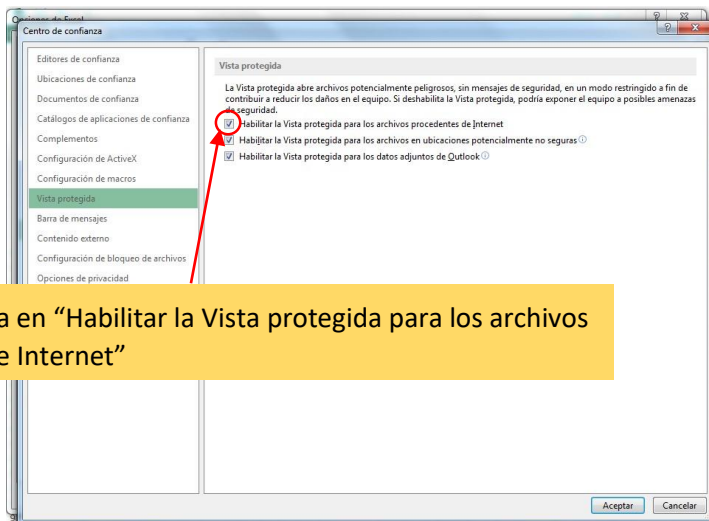 Opciones de Excel
Centro de confianza
Editores de confianza
Ubicaciones de confianza
Documentos de confianza
Catálogos de aplicaciones de confianza
Complementos
Configuración de ActiveX
Configuración de macros
Vista protegida
Barra de mensajes
Contenido externo
Configuración de bloqueo de archivos
Opciones de privacidad
Vista protegida
La Vista protegida abre archivos potencialmente peligrosos, sin mensajes de seguridad, en un modo restringido a fin de
contribuir a reducir los daños en el equipo. Si deshabilita la Vista protegida, podría exponer el equipo a posibles amenazas
de seguridad.
Habilitar la Vista protegida para los archivos procedentes de Internet
Habilitar la Vista protegida para los archivos en ubicaciones potencialmente no seguras
Habilitar la Vista protegida para los datos adjuntos de Outlook
a en “Habilitar la Vista protegida para los archivos
e Internet”
Aceptar Cancelar